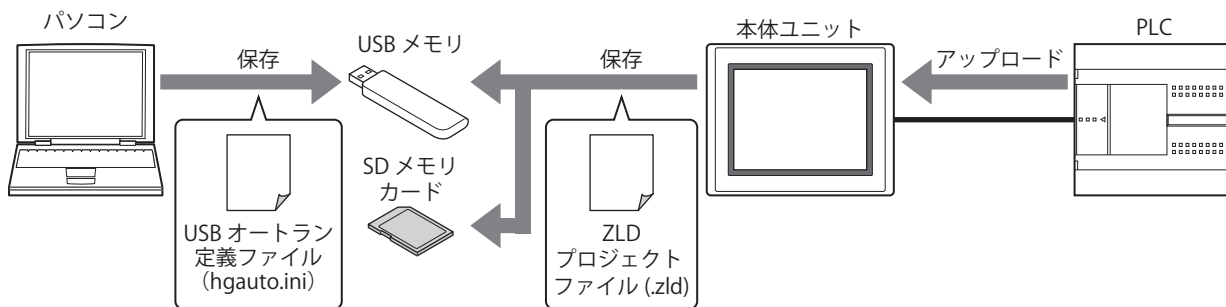 パソコン
保存
USB メモリ
保存
本体ユニット
アップロード
PLC
SD メモリ
カード
USB オートラン
定義ファイル
（hgauto.ini）
ZLD
プロジェクト
ファイル (.zld)